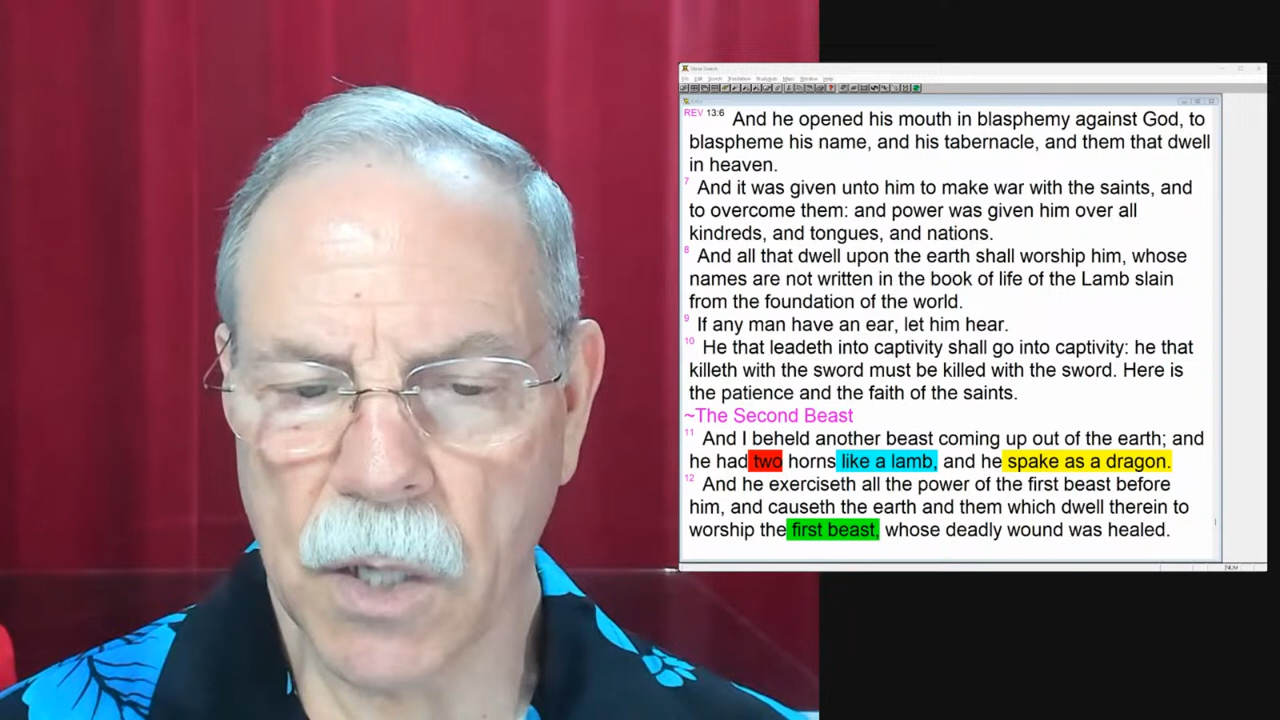 REV 13:6 And he opened his mouth in blasphemy against God, to
blaspheme his name, and his tabernacle, and them that dwell
in heaven.
7 And it was given unto him to make war with the saints, and
to overcome them: and power was given him over all
kindreds, and tongues, and nations.
8 And all that dwell upon the earth shall worship him, whose
names are not written in the book of life of the Lamb slain
from the foundation of the world.
9 If any man have an ear, let him hear.
10 He that leadeth into captivity shall go into captivity: he that
killeth with the sword must be killed with the sword. Here is
the patience and the faith of the saints.
~The Second Beast
11 And I beheld another beast coming up out of the earth; and
he had two horns like a lamb, and he spake as a dragon.
12 And he exerciseth all the power of the first beast before
him, and causeth the earth and them which dwell therein to
worship the first beast, whose deadly wound was healed.
NUM